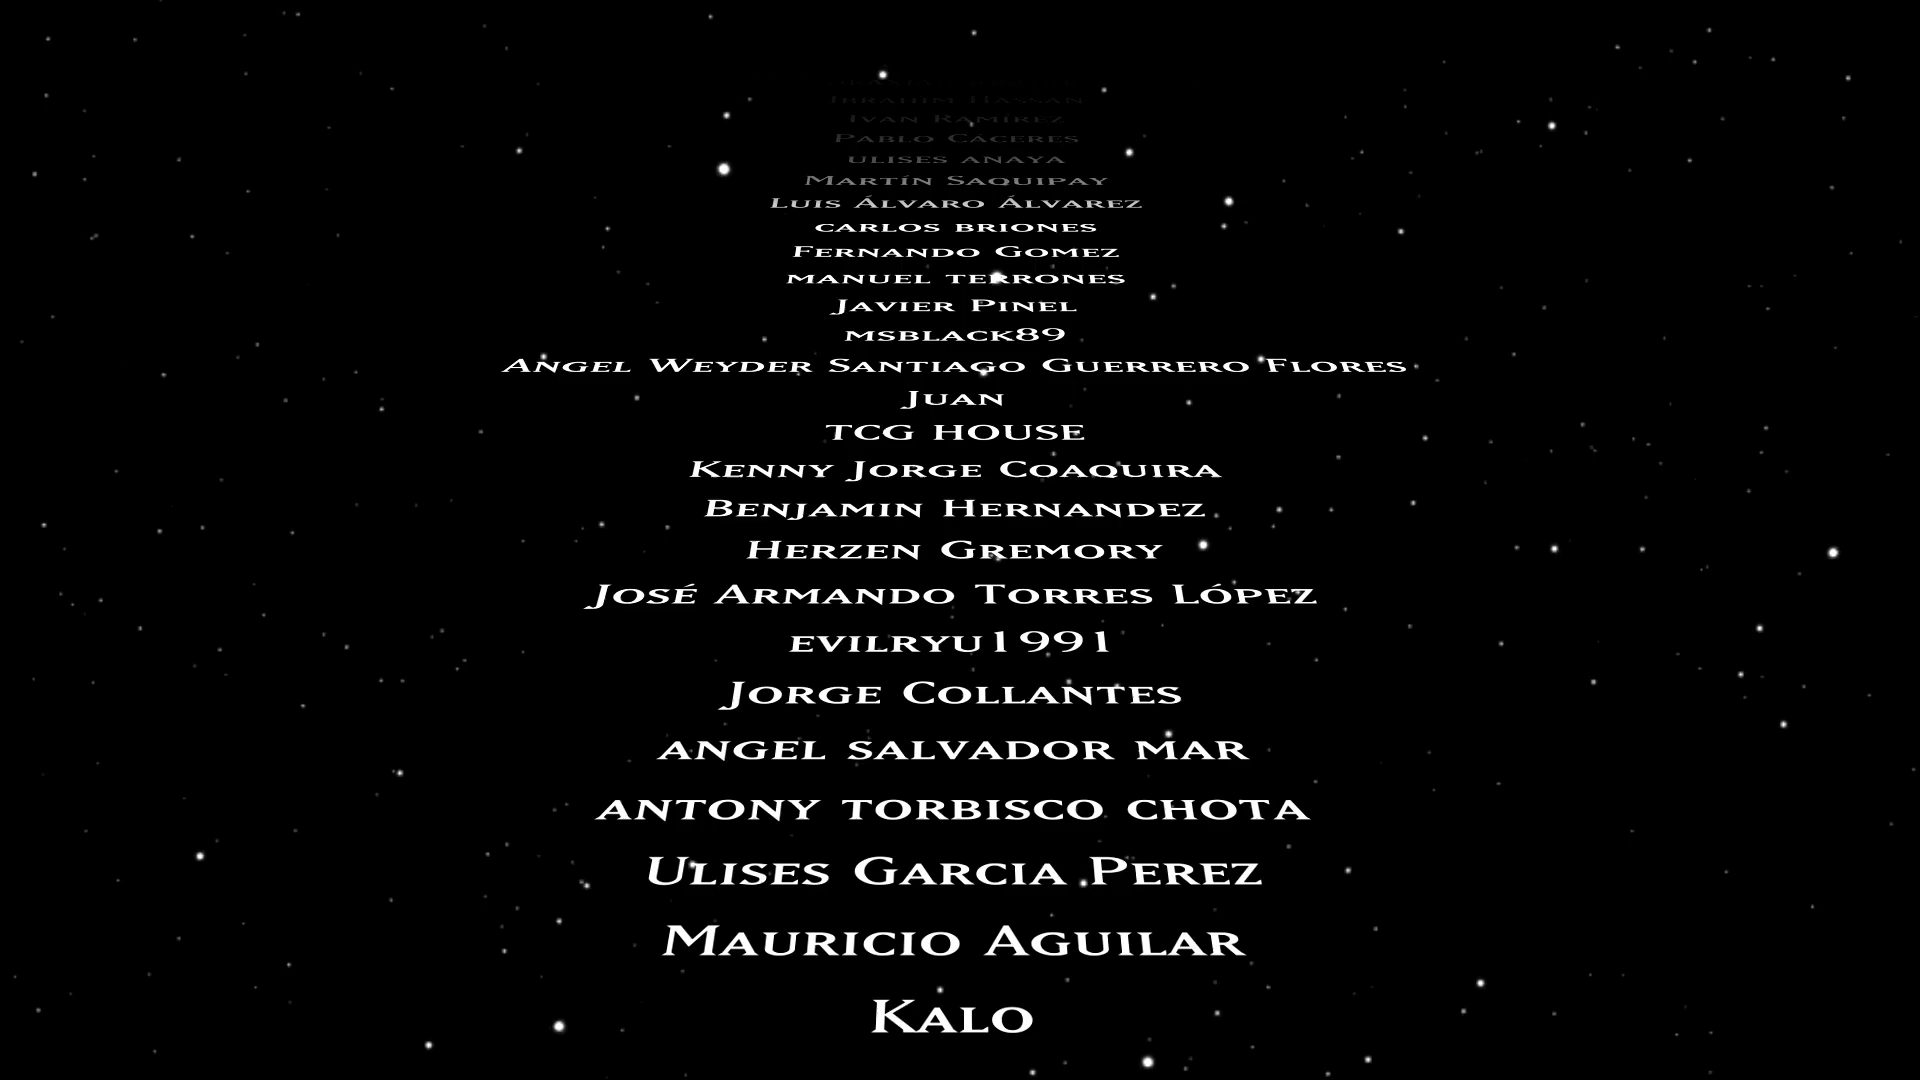 Ibrahim Hassan
Ivan Ramirez
Pablo Cáceres
ulises anaya
Martín Saquipay
Luis Álvaro Álvarez
carlos briones
Fernando Gomez
manuel terrones
Javier Pinel
msblack89
Angel Weyder Santiago Guerrero Flores
Juan
TCG HOUSE
Kenny Jorge Coaquira
Benjamin Hernandez
Herzen Gremory
José Armando Torres López
evilryu1991
Jorge Collantes
angel salvador mar
antony torbisco chota
Ulises Garcia Perez
Mauricio Aguilar
Kalo